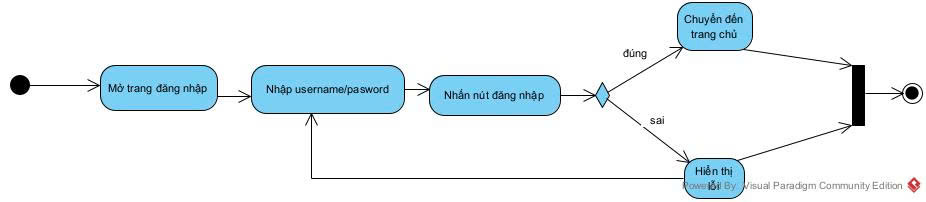 Mở trang đăng nhập
Nhập username/pasword
Nhấn nút đăng nhập
đúng
Chuyển đến
trang chủ
sai
Hiển thị
lỗi
Powered By: Visual Paradigm Community Edition